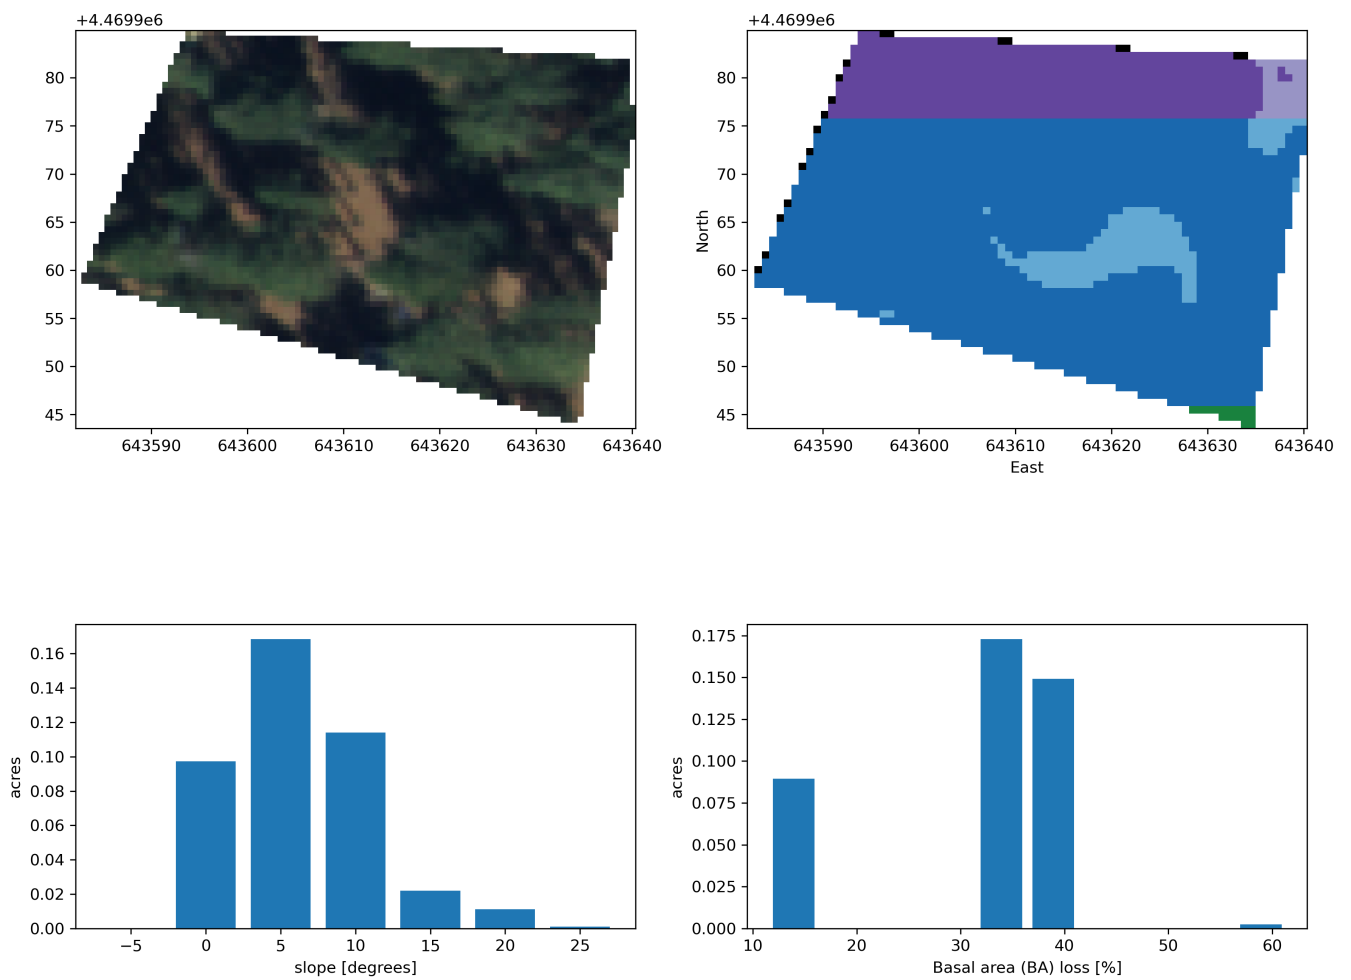 +4.4699e6
80
75
70
65
60
55
50
45
643590 643600 643610 643620 643630 643640
+4.4699e6
North
80
75
70
65
60
55
50
45
643590 643600 643610 643620 643630 643640
East
acres
0.16
0.14
0.12
0.10
0.08
0.06
0.04
0.02
0.00
−5 0 5 10 15 20 25
slope [degrees]
acres
0.175
0.150
0.125
0.100
0.075
0.050
0.025
0.000
10 20 30 40 50 60
Basal area (BA) loss [%]